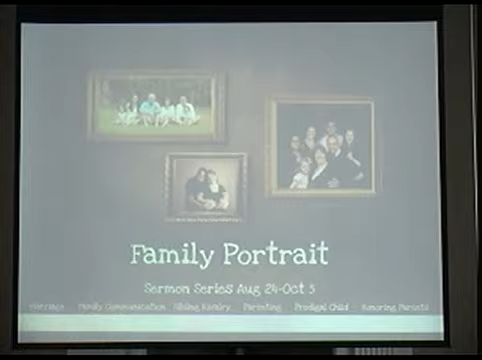 Family Portrait
Sermon Series Aug 24-Oct 5
Marriage Family Communication Sibling Rivalry Parenting Prodigal Child Honoring Parents